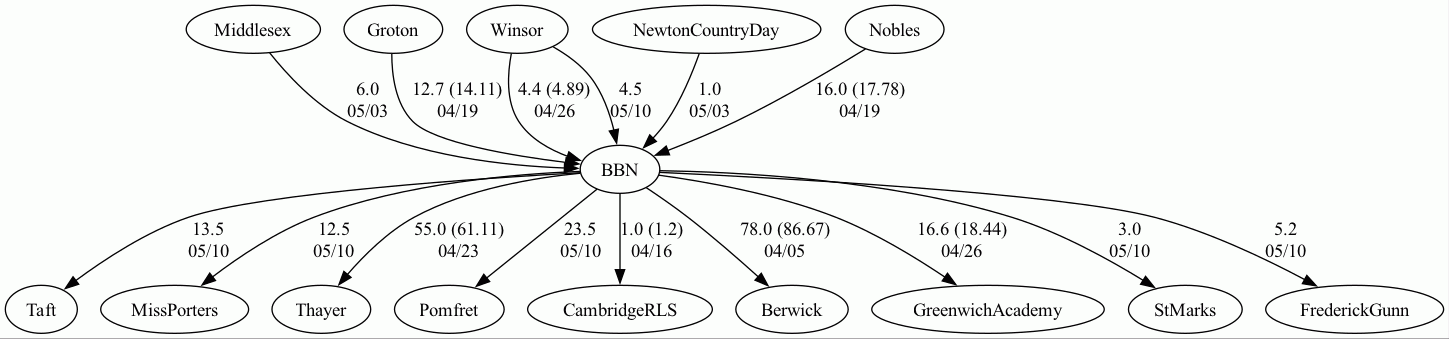 Middlesex
Groton
Winsor
NewtonCountryDay
Nobles
6.0
05/03
12.7 (14.11)
04/19
4.4 (4.89)
04/26
4.5
05/10
1.0
05/03
16.0 (17.78)
04/19
BBN
13.5
05/10
12.5
05/10
55.0 (61.11)
04/23
23.5
05/10
1.0 (1.2)
04/16
78.0 (86.67)
04/05
16.6 (18.44)
04/26
3.0
05/10
5.2
05/10
Taft
MissPorters
Thayer
Pomfret
CambridgeRLS
Berwick
GreenwichAcademy
StMarks
FrederickGunn